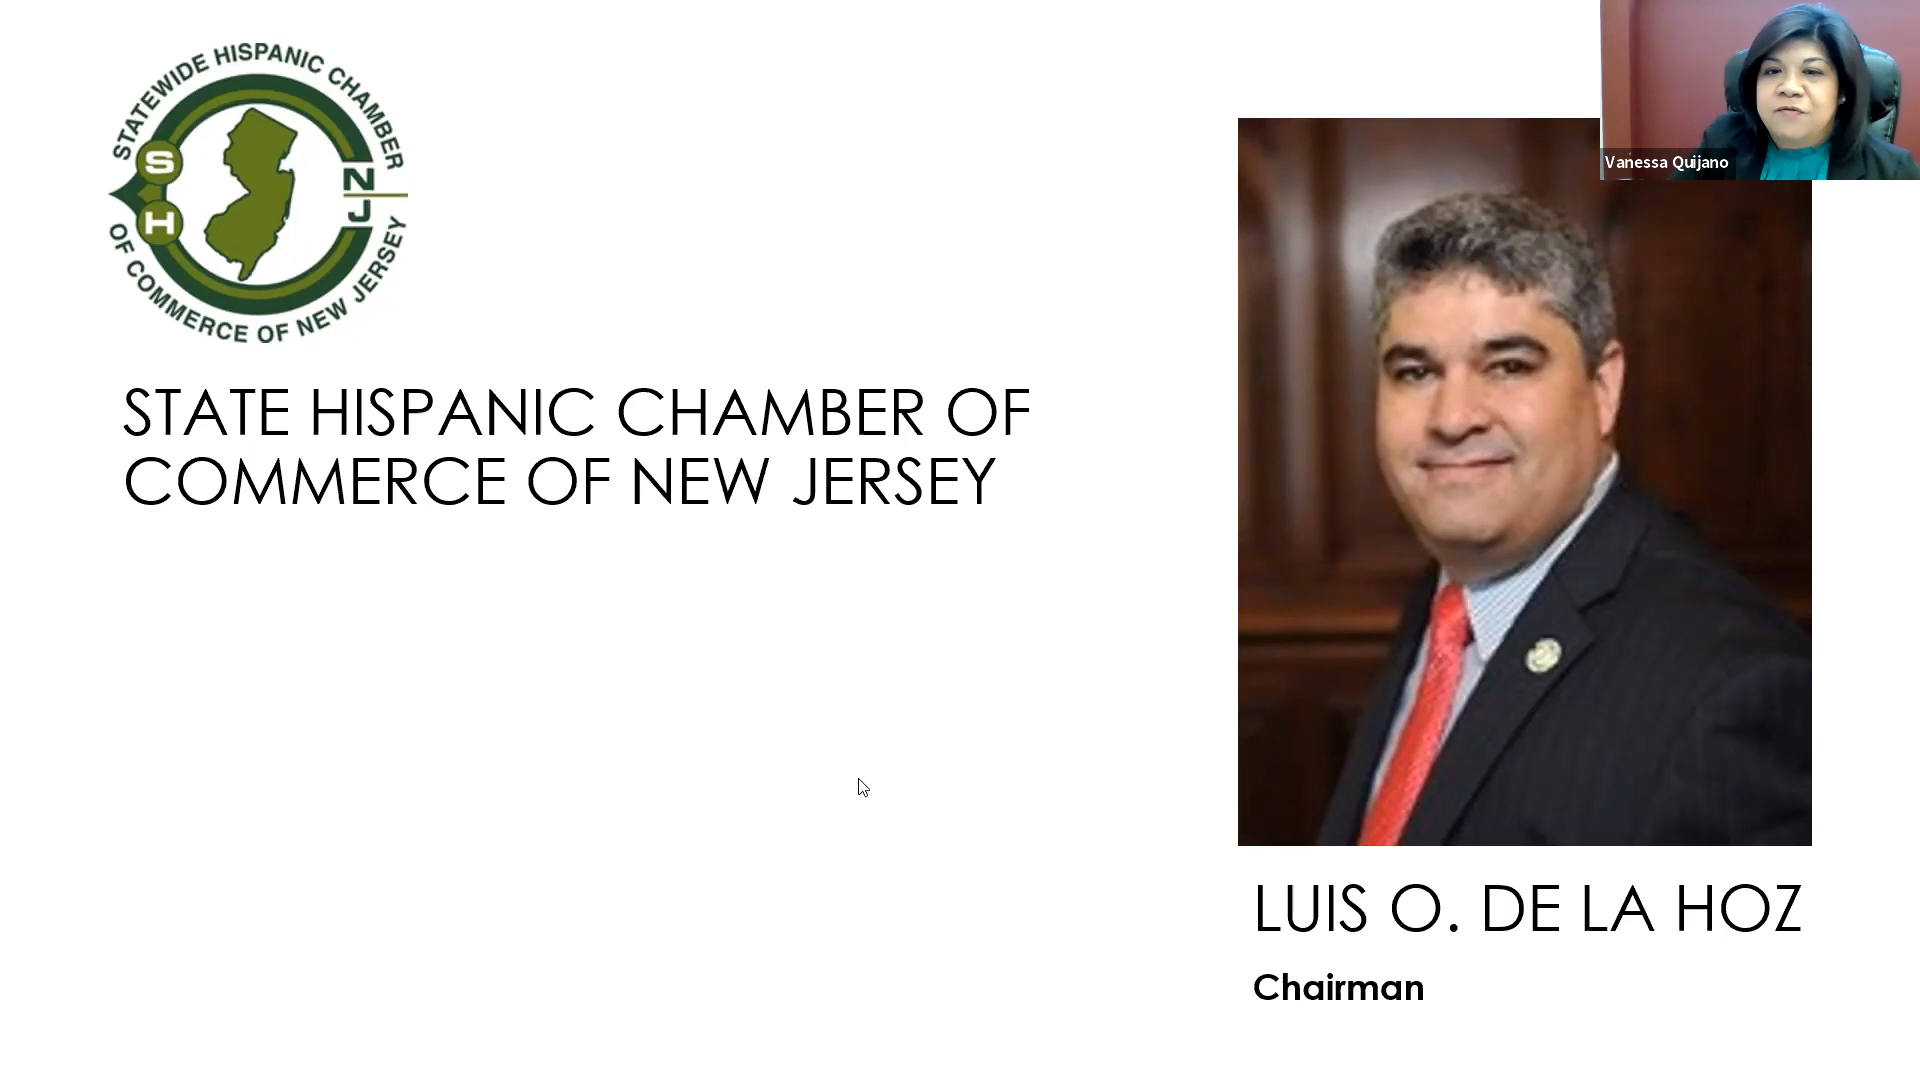 STATEWIDE HISPANIC CHAMBER
OF COMMERCE OF NEW JERSEY
S
H
N
J
Vanessa Quijano
STATE HISPANIC CHAMBER OF
COMMERCE OF NEW JERSEY
LUIS O. DE LA HOZ
Chairman